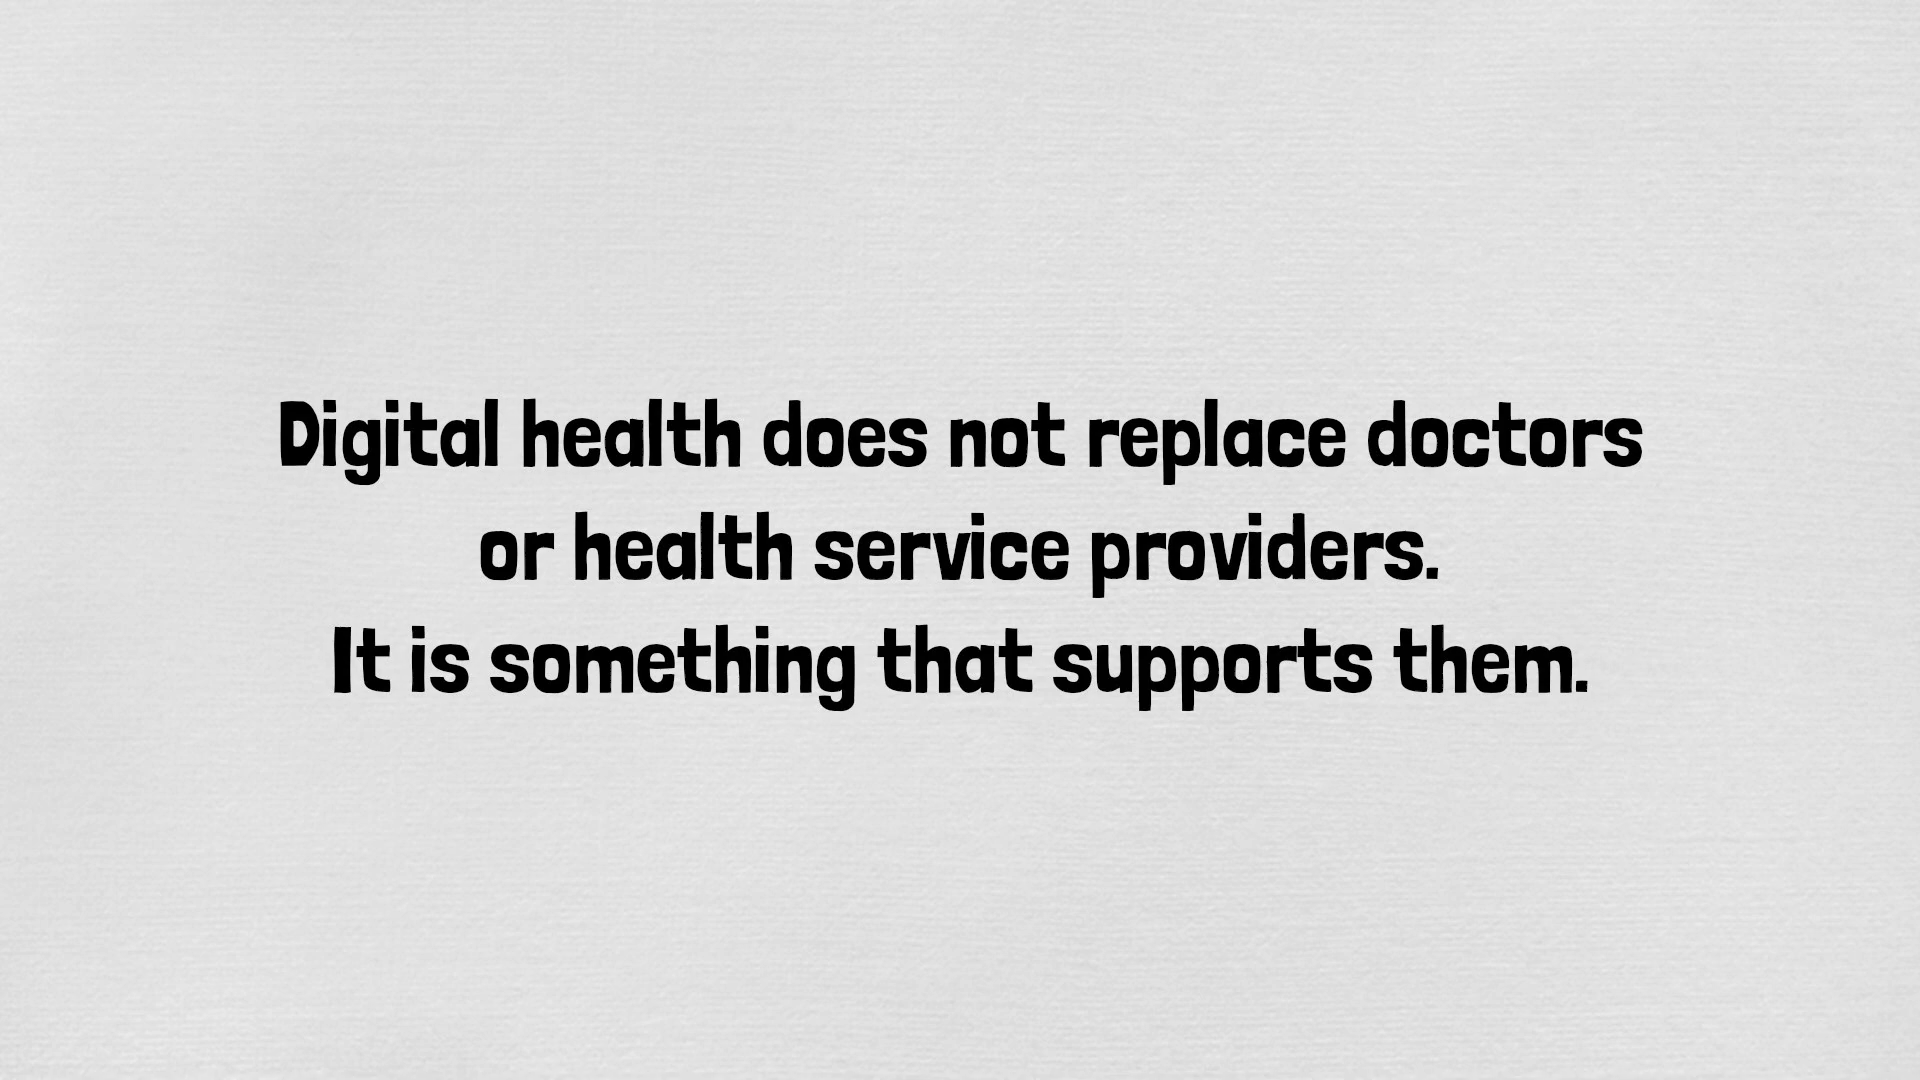 Digital health does not replace doctors
or health service providers.
It is something that supports them.